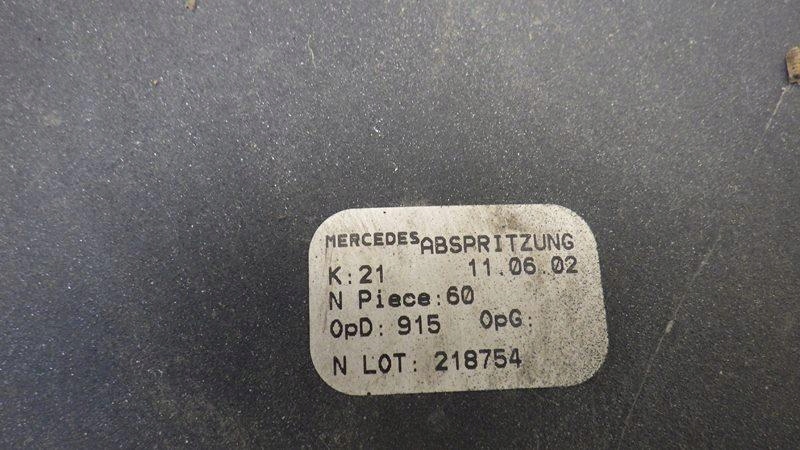 MERCEDES ABSPRITZUNG
K:21 11.06.02
N Piece:60
OpD: 915 OpG:
N LOT: 218754